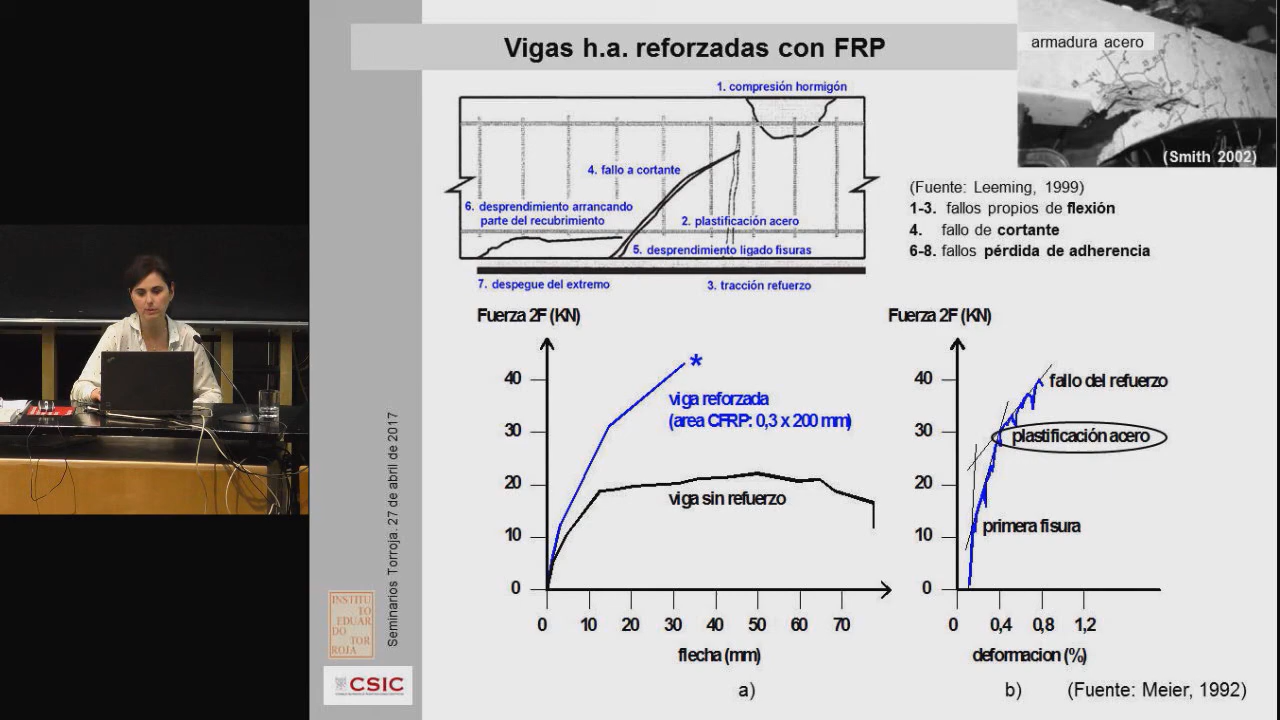 Vigas h.a. reforzadas con FRP
armadura acero
(Smith 2002)
1. compresión hormigón
4. fallo a cortante
6. desprendimiento arrancando
parte del recubrimiento
2. plastificación acero
5. desprendimiento ligado fisuras
7. despegue del extremo
3. tracción refuerzo
(Fuente: Leeming, 1999)
1-3. fallos propios de flexión
4. fallo de cortante
6-8. fallos pérdida de adherencia
Fuerza 2F (KN)
40
30
20
10
0
0 10 20 30 40 50 60 70
flecha (mm)
*
viga reforzada
(area CFRP: 0,3 x 200 mm)
viga sin refuerzo
a)
Fuerza 2F (KN)
40
30
20
10
0
0 0,4 0,8 1,2
deformacion (%)
fallo del refuerzo
plastificación acero
primera fisura
b)
(Fuente: Meier, 1992)
Seminarios Torroja. 27 de abril de 2017
INSTITU
TO
EDUAR
DO TOR
ROJA
CSIC